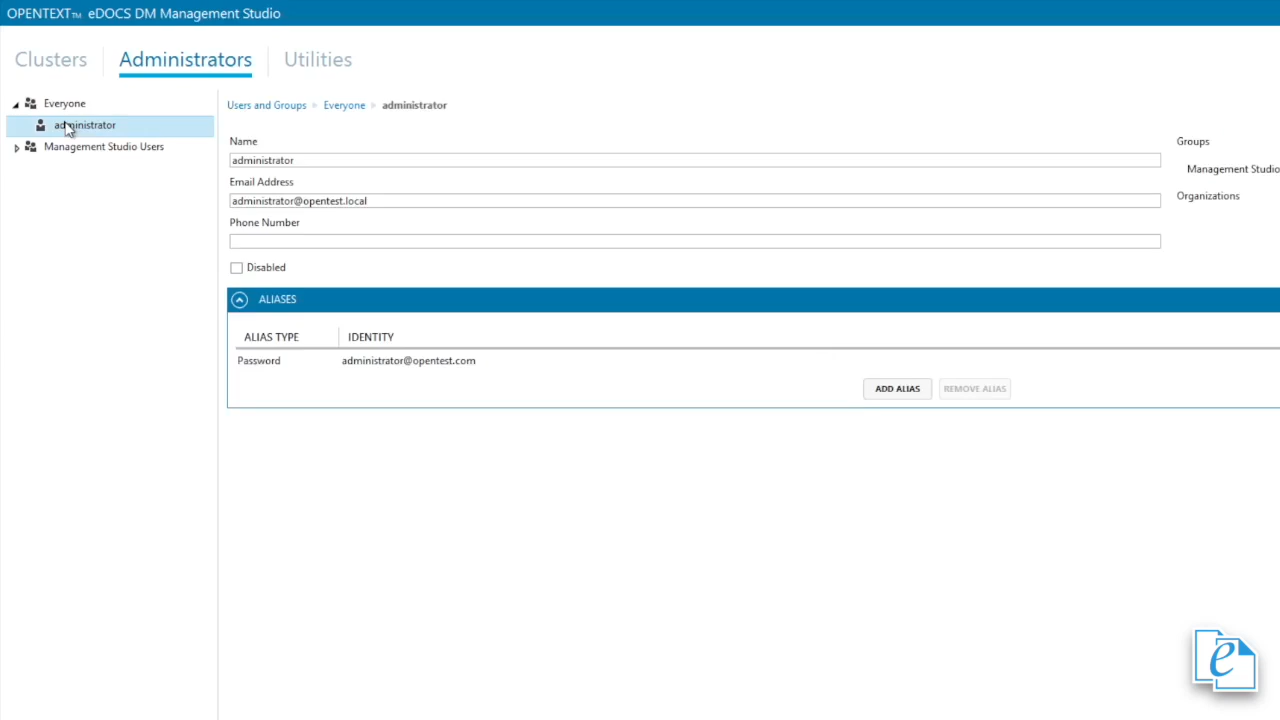 OPENTEXT™ eDOCS DM Management Studio
Clusters
Administrators
Utilities
Everyone
administrator
Management Studio Users
Users and Groups
Everyone
administrator
Name
administrator
Email Address
administrator@opentest.local
Phone Number
Disabled
Groups
Management Studio
Organizations
ALIASES
ALIAS TYPE
IDENTITY
Password
administrator@opentest.com
ADD ALIAS
REMOVE ALIAS
e